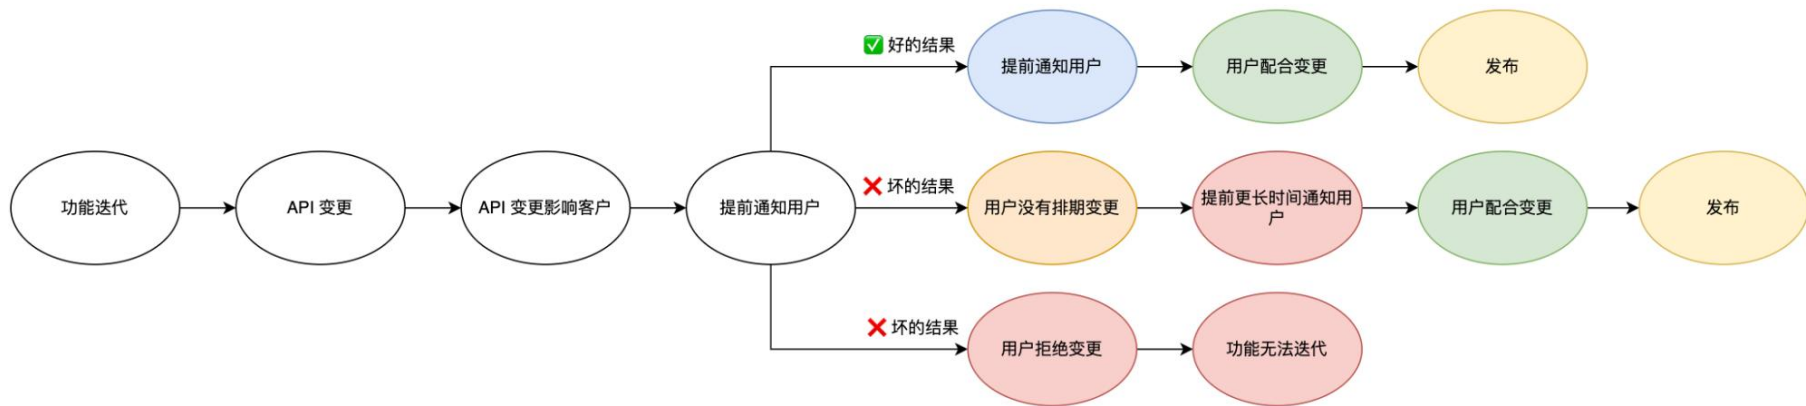 ✅ 好的结果
提前通知用户
用户配合变更
发布
功能迭代
API 变更
API 变更影响客户
提前通知用户
❌ 坏的结果
用户没有排期变更
提前更长时间通知用
户
用户配合变更
发布
❌ 坏的结果
用户拒绝变更
功能无法迭代